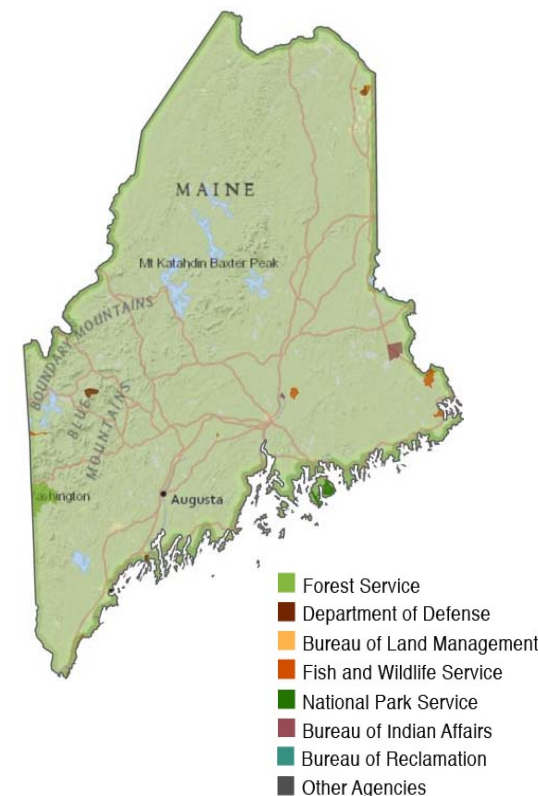 MAINE
Mt Katahdin Baxter Peak
BOUNDARY MOUNTAINS
BLUE
MOUNTAINS
ashington
Augusta
Forest Service
Department of Defense
Bureau of Land Management
Fish and Wildlife Service
National Park Service
Bureau of Indian Affairs
Bureau of Reclamation
Other Agencies